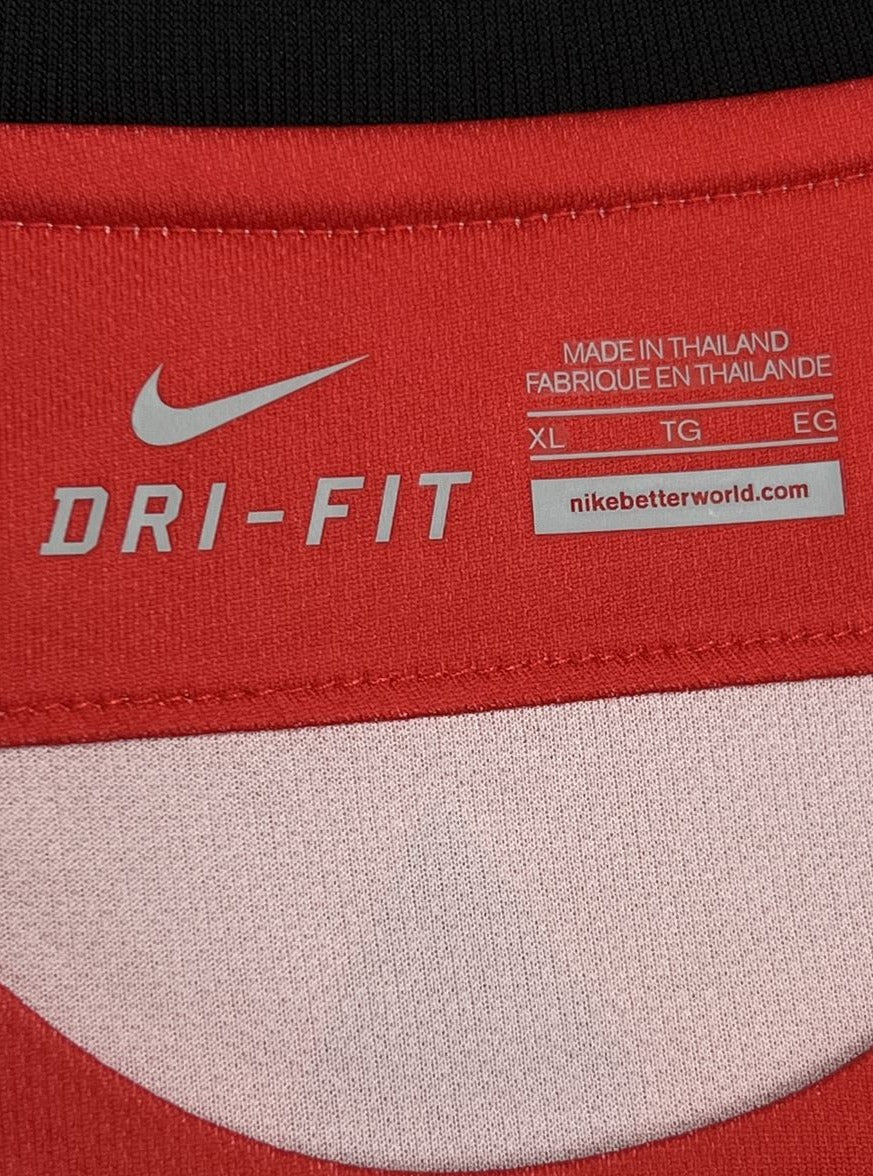 DRI-FIT
MADE IN THAILAND
FABRIQUE EN THAILANDE
XL TG EG
nikebetterworld.com